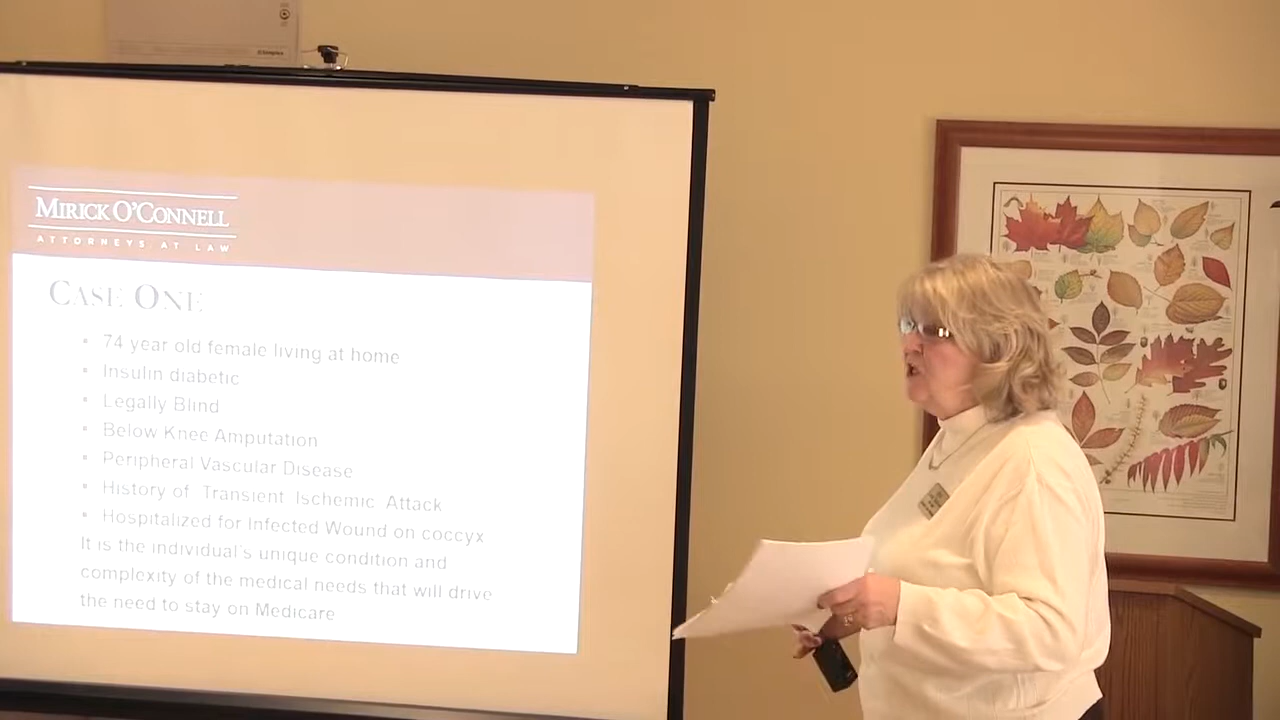 MIRICK O'CONNELL
ATTORNEYS AT LAW
CASE ONE
• 74 year old female living at home
• Insulin diabetic
• Legally Blind
• Below Knee Amputation
• Peripheral Vascular Disease
• History of Transient Ischemic Attack
• Hospitalized for Infected Wound on coccyx
It is the individual's unique condition and
complexity of the medical needs that will drive
the need to stay on Medicare